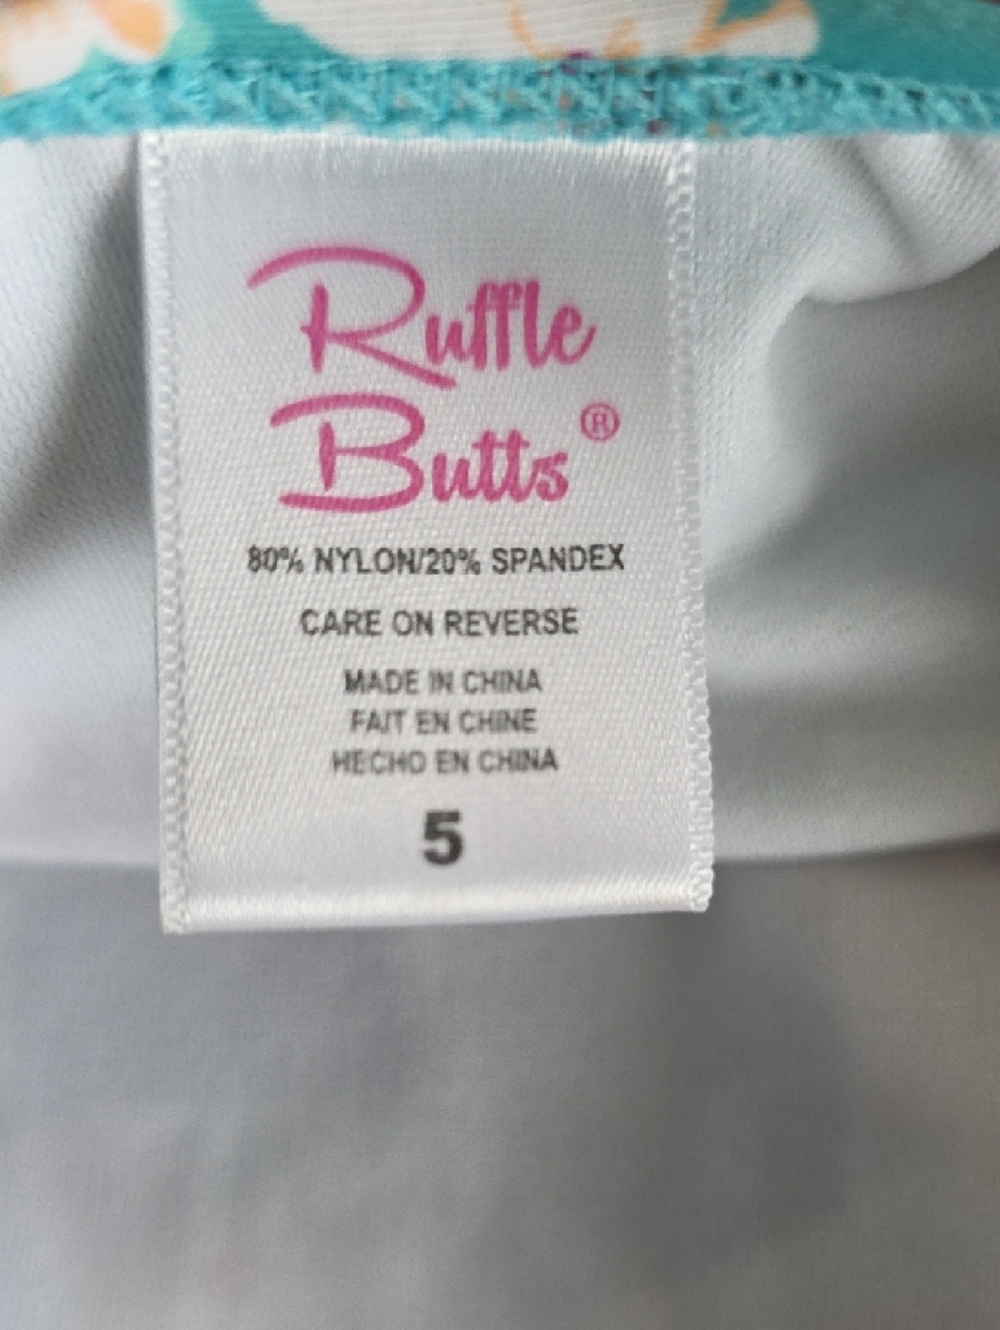 Ruffle
Butts®
80% NYLON/20% SPANDEX
CARE ON REVERSE
MADE IN CHINA
FAIT EN CHINE
HECHO EN CHINA
5